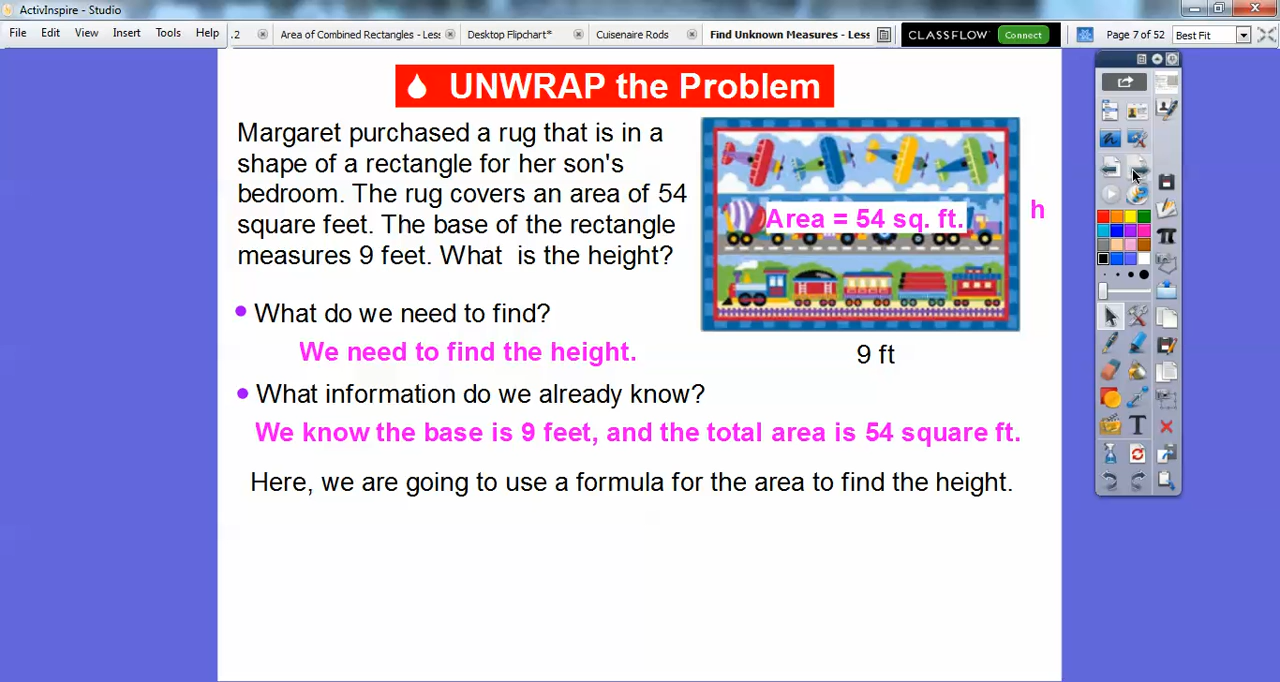 ActivInspire - Studio
File Edit View Insert Tools Help
.2 Area of Combined Rectangles - Less Desktop Flipchart* Cuisenaire Rods Find Unknown Measures - Less CLASSFLOW Connect Page 7 of 52 Best Fit
UNWRAP the Problem
Margaret purchased a rug that is in a
shape of a rectangle for her son's
bedroom. The rug covers an area of 54
square feet. The base of the rectangle
measures 9 feet. What is the height?
Area = 54 sq. ft.
h
9 ft
• What do we need to find?
We need to find the height.
• What information do we already know?
We know the base is 9 feet, and the total area is 54 square ft.
Here, we are going to use a formula for the area to find the height.